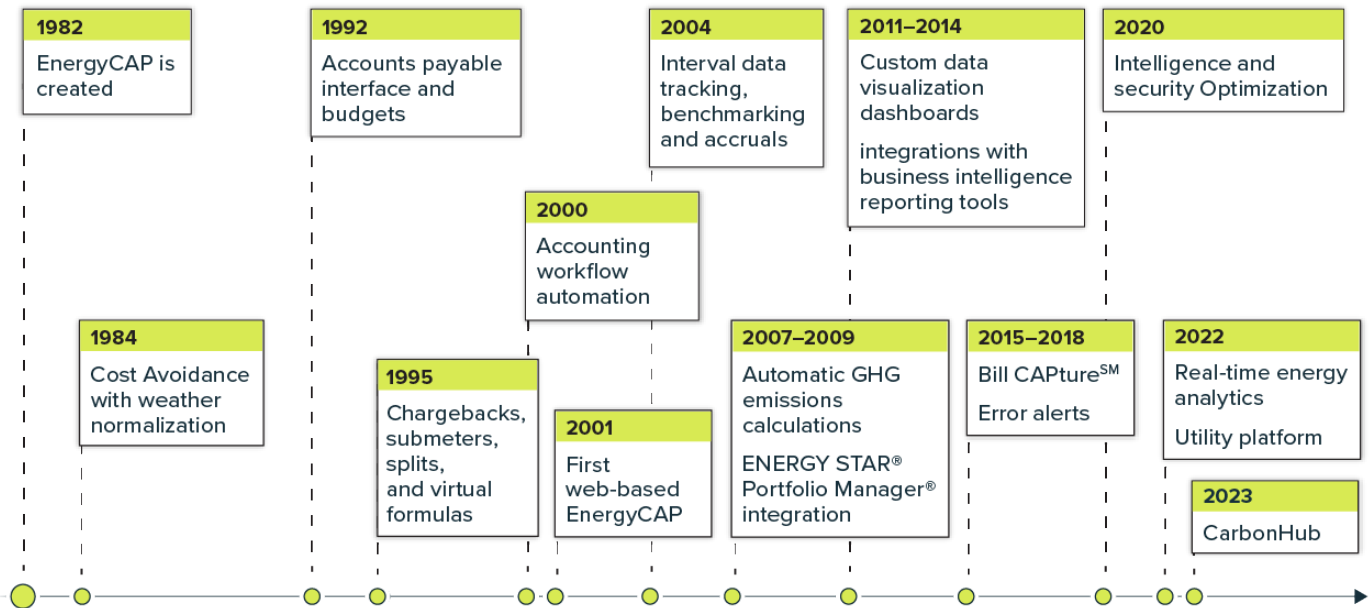 1982
EnergyCAP is
created
1984
Cost Avoidance
with weather
normalization
1992
Accounts payable
interface and
budgets
1995
Chargebacks,
submeters,
splits,
and virtual
formulas
2000
Accounting
workflow
automation
2001
First
web-based
EnergyCAP
2004
Interval data
tracking,
benchmarking
and accruals
2007–2009
Automatic GHG
emissions
calculations
ENERGY STAR®
Portfolio Manager®
integration
2011–2014
Custom data
visualization
dashboards
integrations with
business intelligence
reporting tools
2015–2018
Bill CAPture℠
Error alerts
2020
Intelligence and
security Optimization
2022
Real-time energy
analytics
Utility platform
2023
CarbonHub